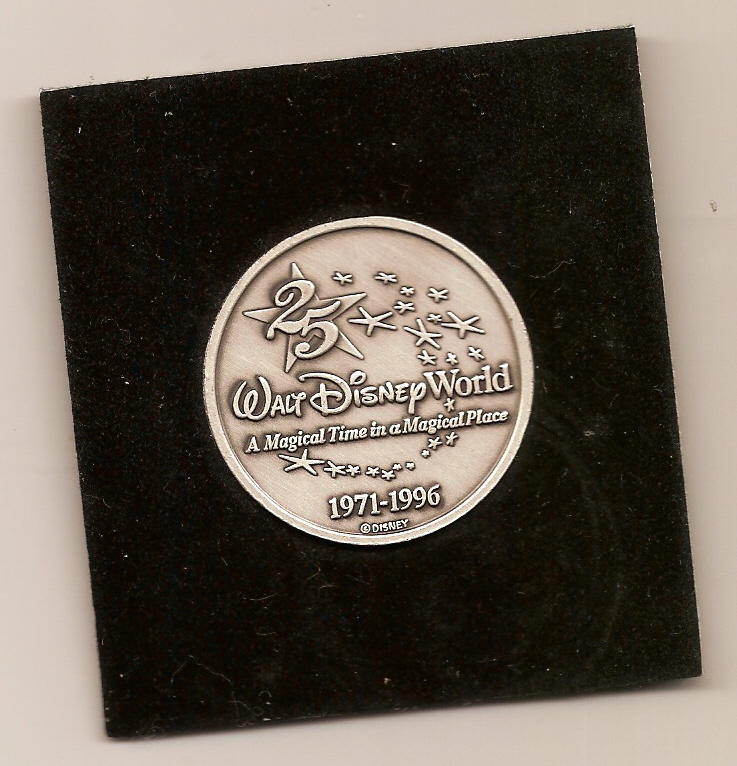 25
Walt Disney World
A Magical Time in a Magical Place
1971-1996
©DISNEY